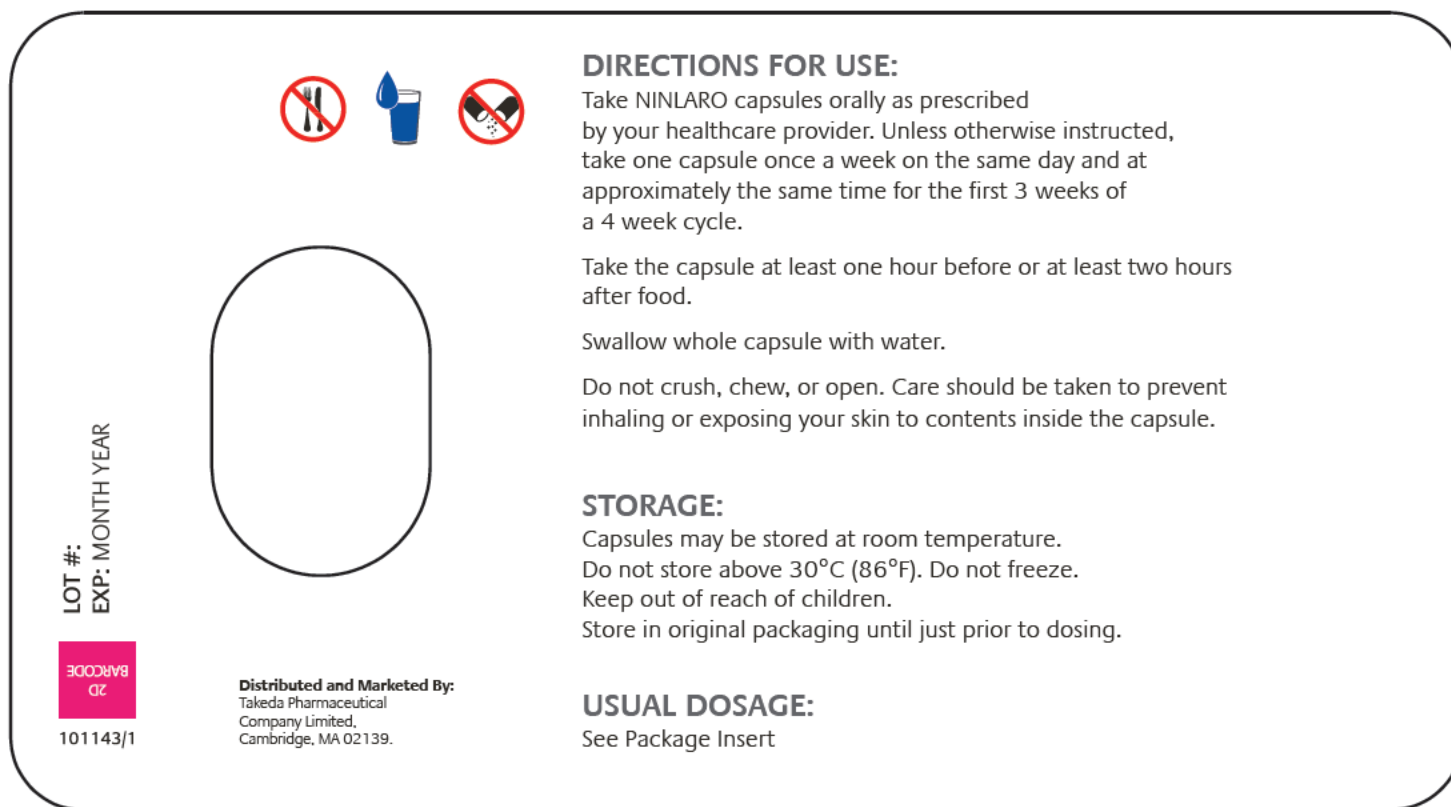 DIRECTIONS FOR USE:
Take NINLARO capsules orally as prescribed
by your healthcare provider. Unless otherwise instructed,
take one capsule once a week on the same day and at
approximately the same time for the first 3 weeks of
a 4 week cycle.
Take the capsule at least one hour before or at least two hours
after food.
Swallow whole capsule with water.
Do not crush, chew, or open. Care should be taken to prevent
inhaling or exposing your skin to contents inside the capsule.
STORAGE:
Capsules may be stored at room temperature.
Do not store above 30°C (86°F). Do not freeze.
Keep out of reach of children.
Store in original packaging until just prior to dosing.
USUAL DOSAGE:
See Package Insert
LOT #:
EXP: MONTH YEAR
2D
BARCODE
101143/1
Distributed and Marketed By:
Takeda Pharmaceutical
Company Limited,
Cambridge, MA 02139.